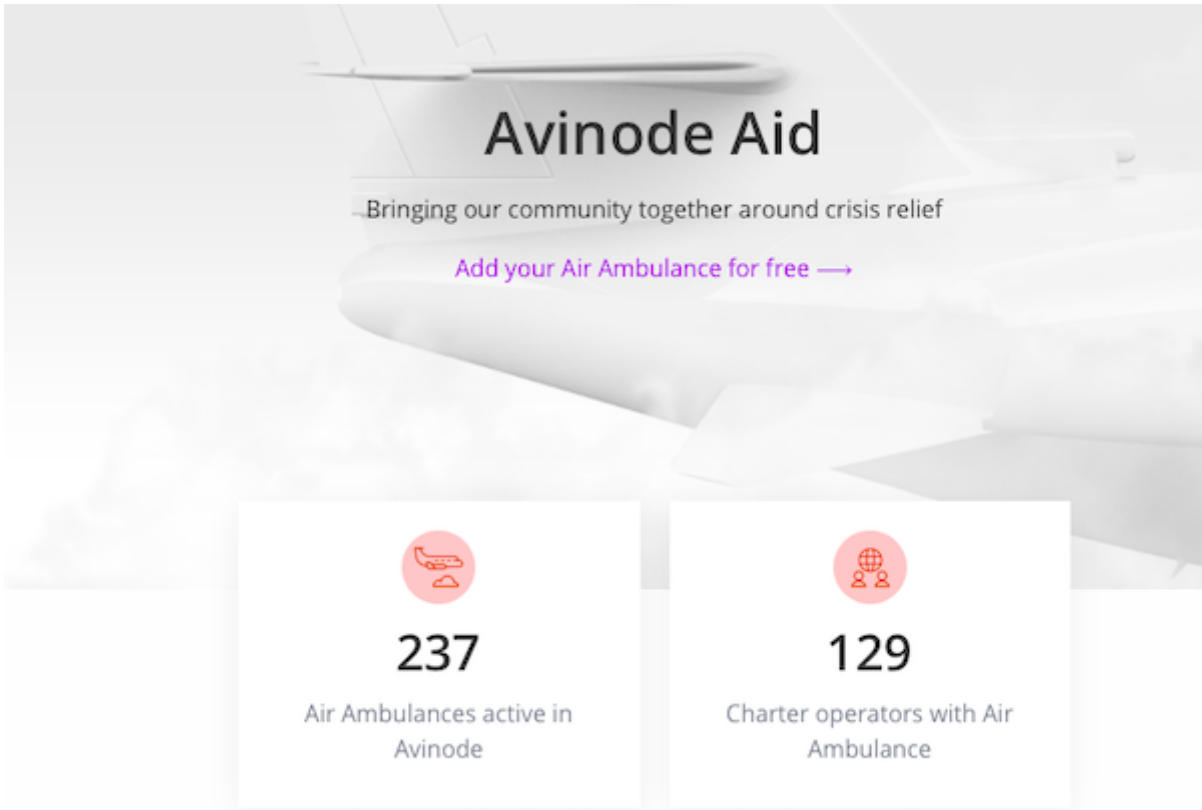 Avinode Aid
Bringing our community together around crisis relief
Add your Air Ambulance for free ⟶
237
Air Ambulances active in
Avinode
129
Charter operators with Air
Ambulance